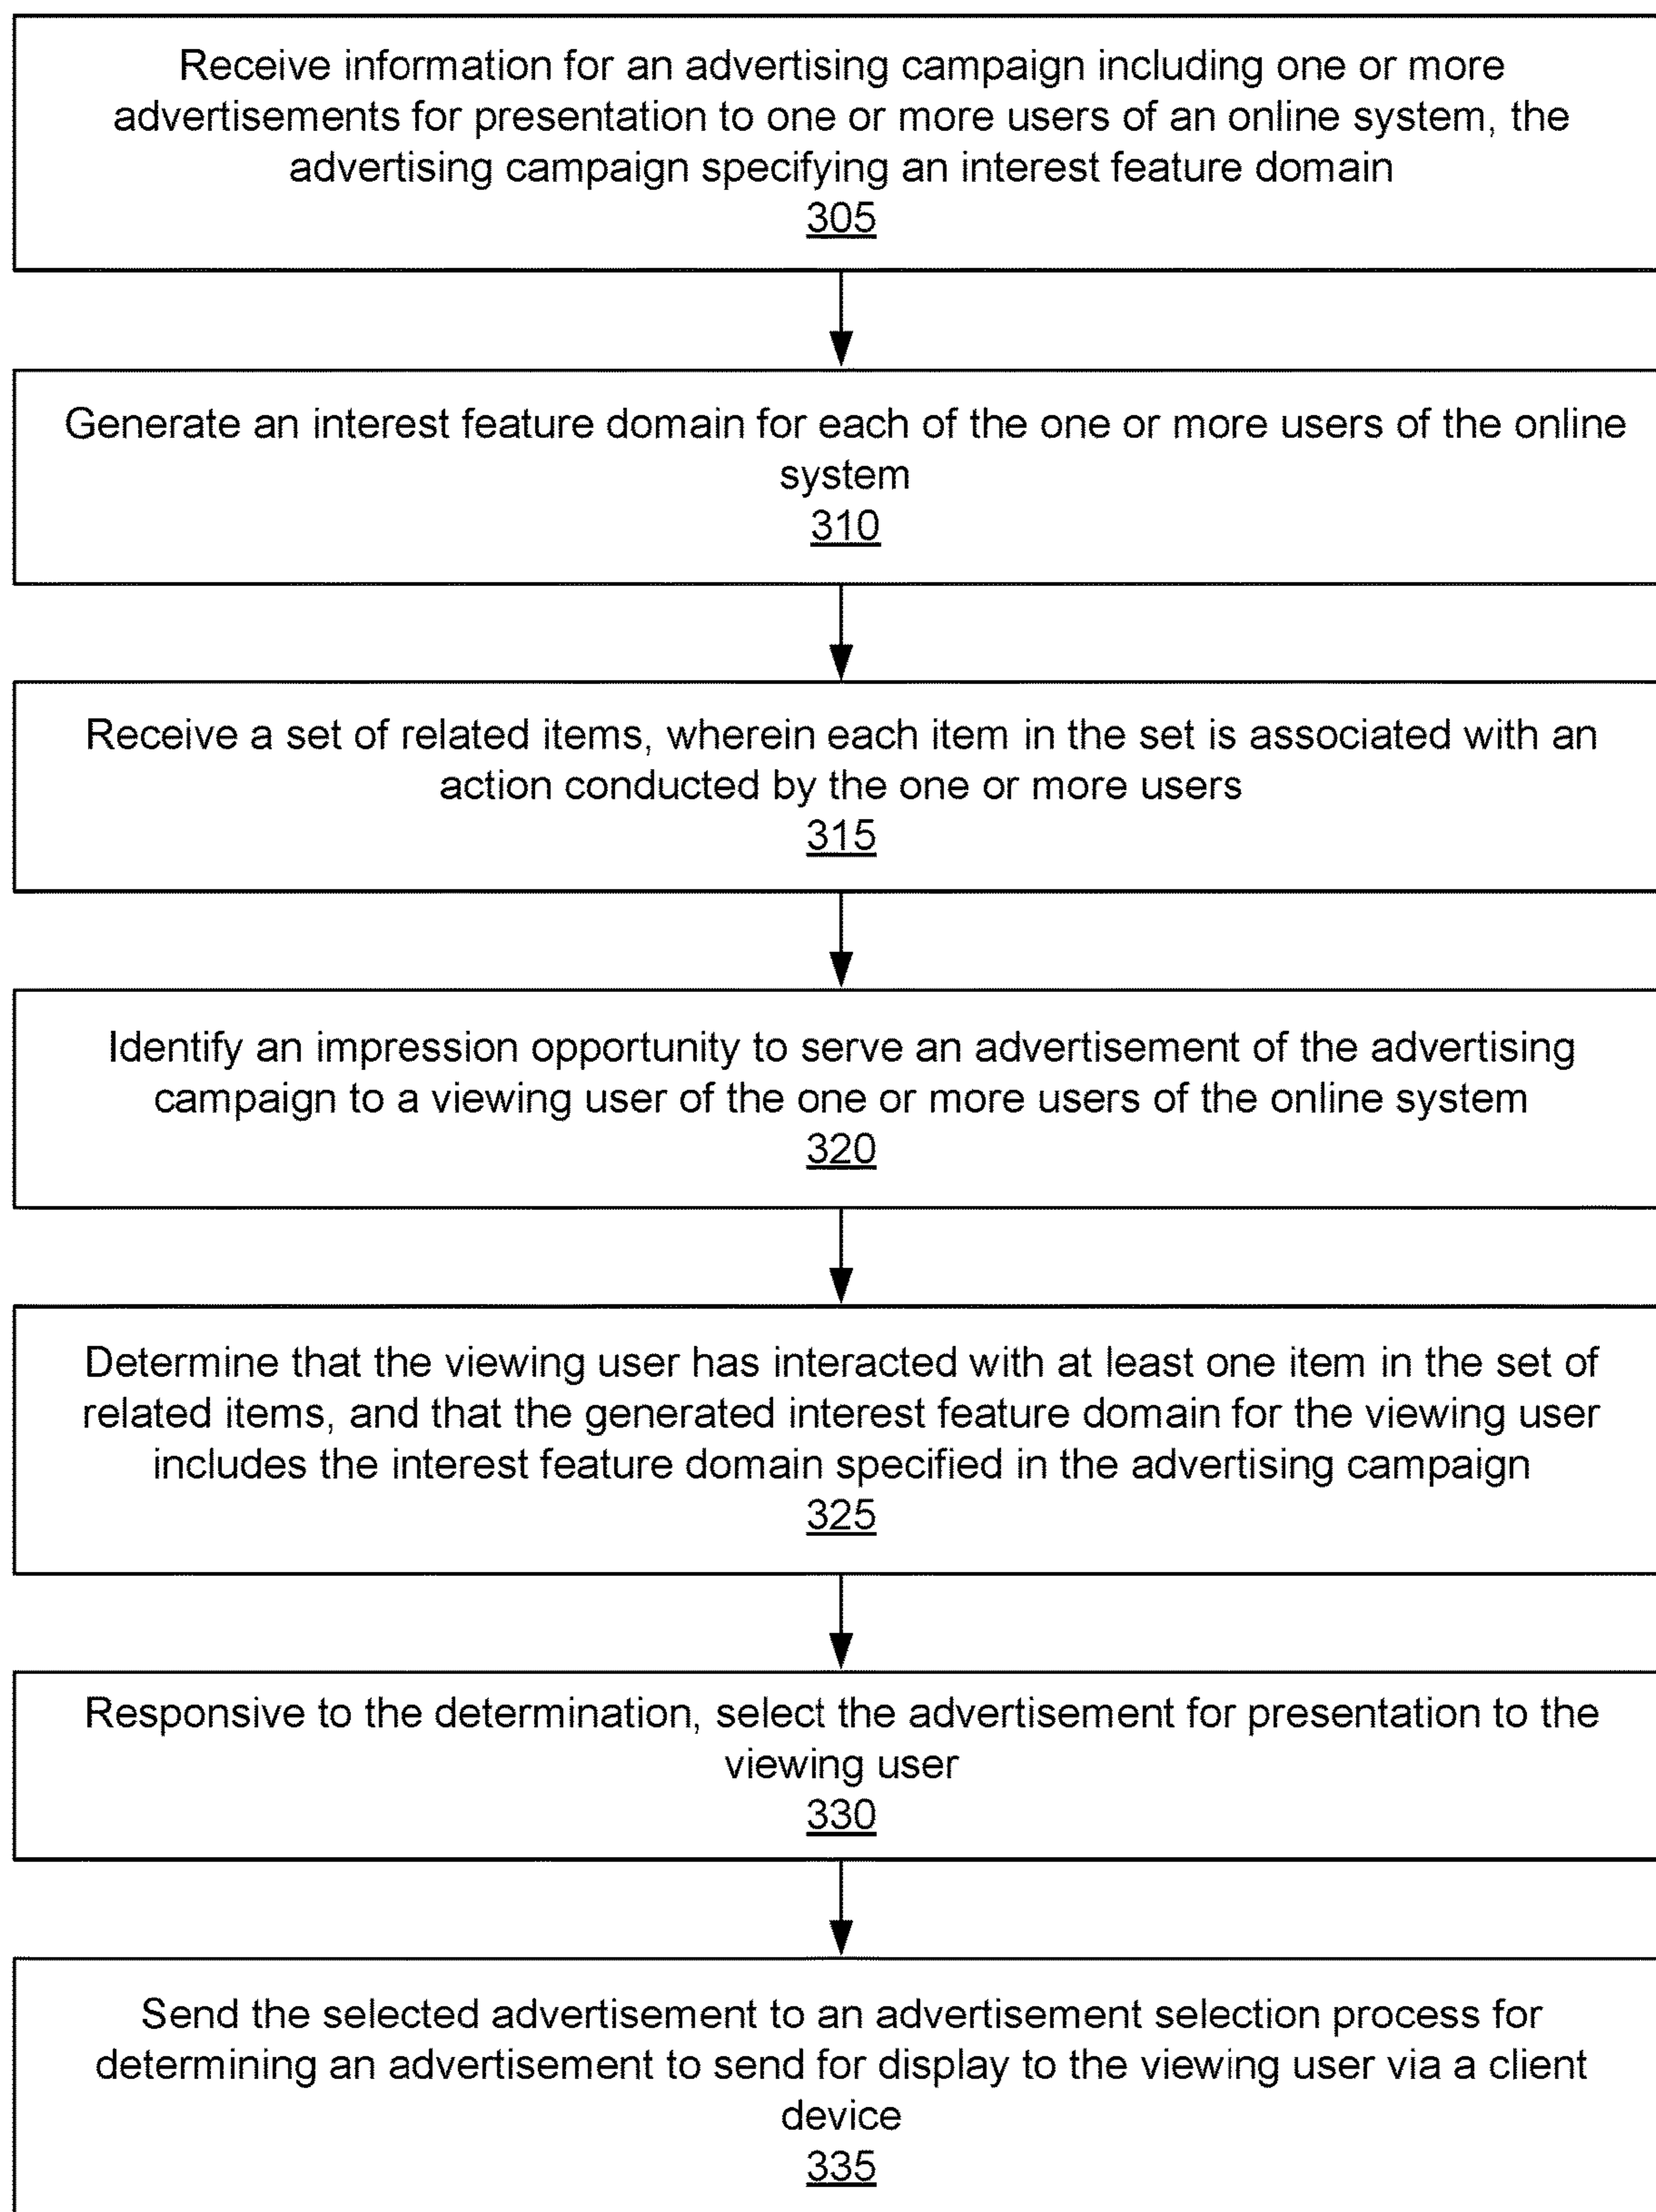 Receive information for an advertising campaign including one or more
advertisements for presentation to one or more users of an online system, the
advertising campaign specifying an interest feature domain
305
Generate an interest feature domain for each of the one or more users of the online
system
310
Receive a set of related items, wherein each item in the set is associated with an
action conducted by the one or more users
315
Identify an impression opportunity to serve an advertisement of the advertising
campaign to a viewing user of the one or more users of the online system
320
Determine that the viewing user has interacted with at least one item in the set of
related items, and that the generated interest feature domain for the viewing user
includes the interest feature domain specified in the advertising campaign
325
Responsive to the determination, select the advertisement for presentation to the
viewing user
330
Send the selected advertisement to an advertisement selection process for
determining an advertisement to send for display to the viewing user via a client
device
335